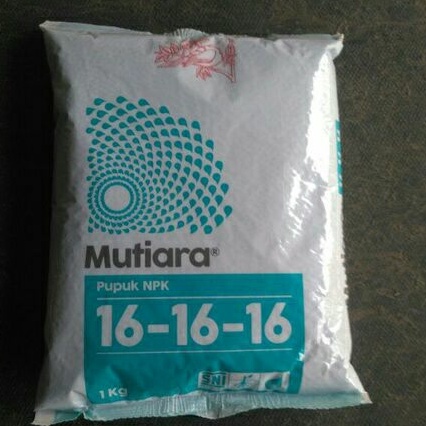 Mutiara®
Pupuk NPK
16-16-16
1 Kg
SNI